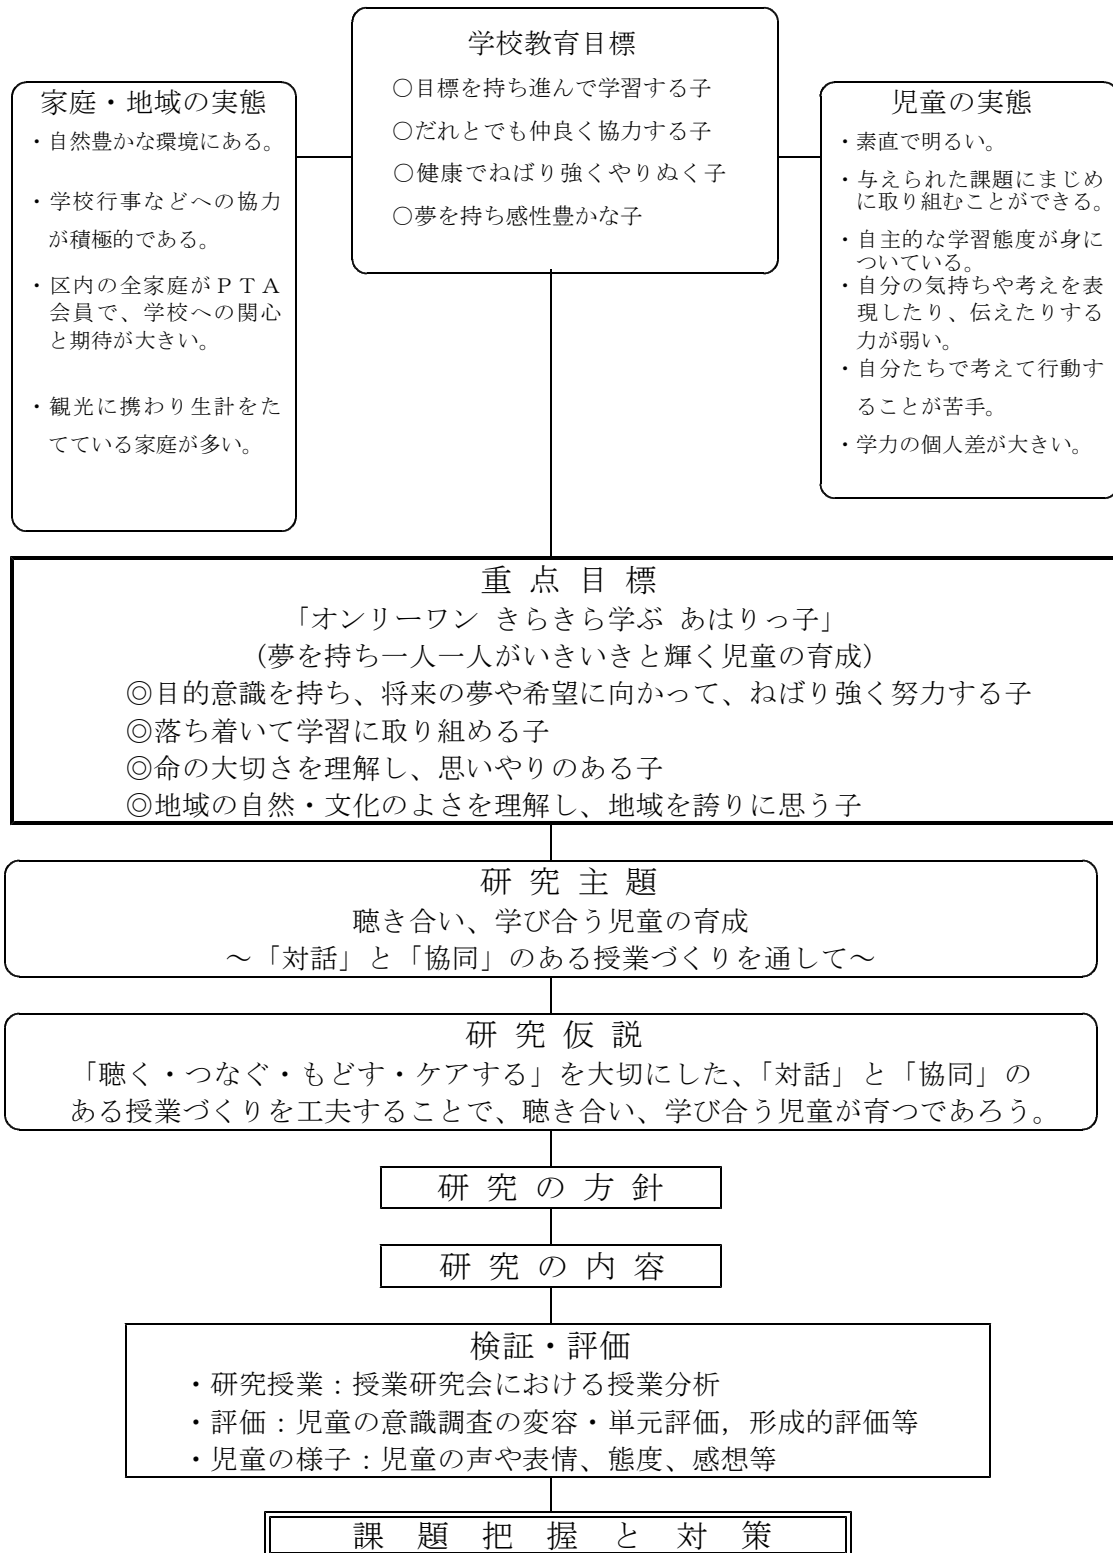 学校教育目標
○目標を持ち進んで学習する子
○だれとでも仲良く協力する子
○健康でねばり強くやりぬく子
○夢を持ち感性豊かな子
家庭・地域の実態
・自然豊かな環境にある。
・学校行事などへの協力
が積極的である。
・区内の全家庭がＰＴＡ
会員で、学校への関心
と期待が大きい。
・観光に携わり生計をた
てている家庭が多い。
児童の実態
・素直で明るい。
・与えられた課題にまじめ
に取り組むことができる。
・自主的な学習態度が身に
ついている。
・自分の気持ちや考えを表
現したり、伝えたりする
力が弱い。
・自分たちで考えて行動す
ることが苦手。
・学力の個人差が大きい。
重 点 目 標
「オンリーワン きらきら学ぶ あはりっ子」
（夢を持ち一人一人がいきいきと輝く児童の育成）
◎目的意識を持ち、将来の夢や希望に向かって、ねばり強く努力する子
◎落ち着いて学習に取り組める子
◎命の大切さを理解し、思いやりのある子
◎地域の自然・文化のよさを理解し、地域を誇りに思う子
研 究 主 題
聴き合い、学び合う児童の育成
～「対話」と「協同」のある授業づくりを通して～
研 究 仮 説
「聴く・つなぐ・もどす・ケアする」を大切にした、「対話」と「協同」の
ある授業づくりを工夫することで、聴き合い、学び合う児童が育つであろう。
研 究 の 方 針
研 究 の 内 容
検証・評価
・研究授業：授業研究会における授業分析
・評価：児童の意識調査の変容・単元評価，形成的評価等
・児童の様子：児童の声や表情、態度、感想等
課 題 把 握 と 対 策